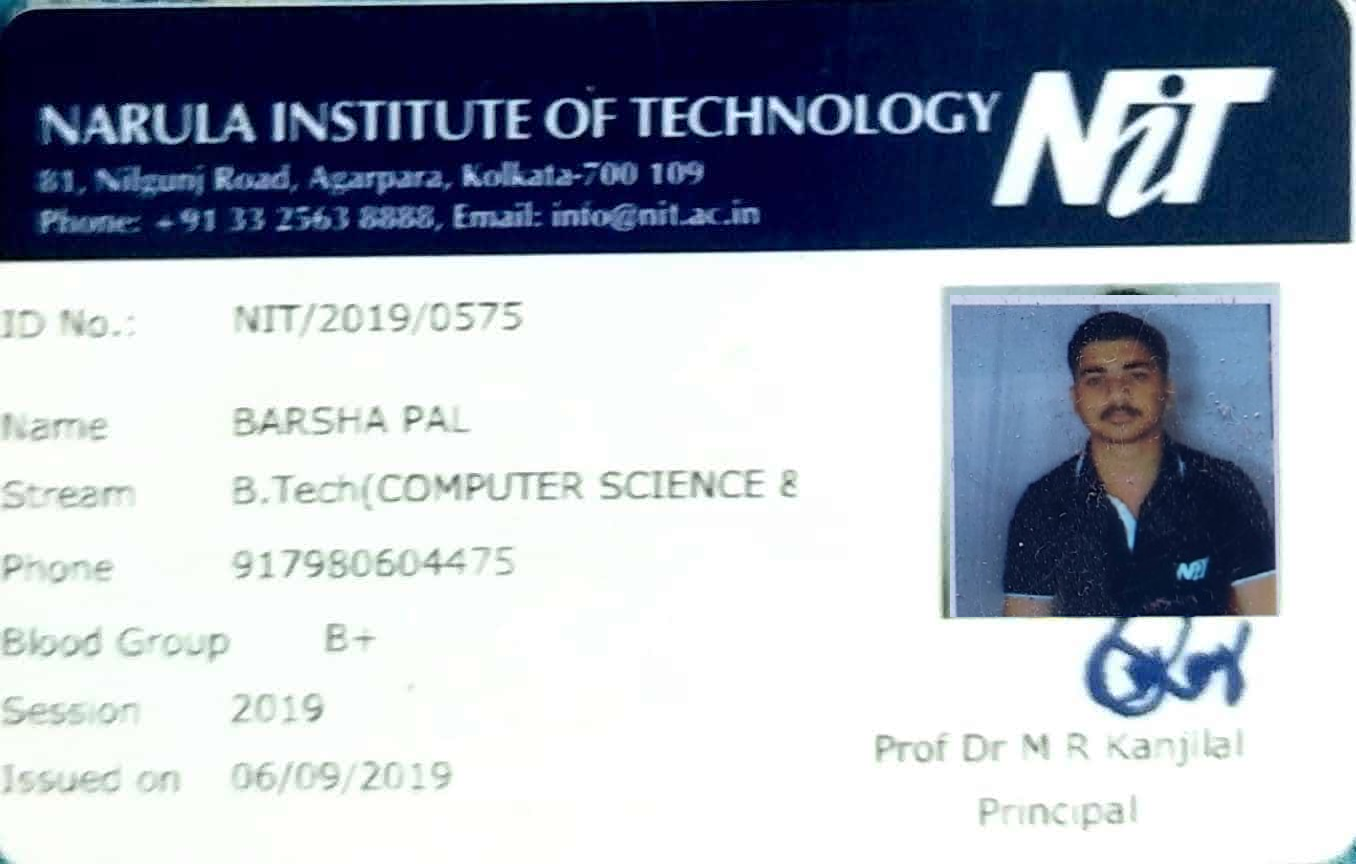 NARULA INSTITUTE OF TECHNOLOGY
NiT
81, Nilgunj Road, Agarpara, Kolkata-700 109
Phone: +91 33 2563 8888, Email: info@nit.ac.in
ID No.: NIT/2019/0575
Name BARSHA PAL
Stream B.Tech(COMPUTER SCIENCE &
Phone 917980604475
Blood Group B+
Session 2019
Issued on 06/09/2019
NiT
Prof Dr M R Kanjilal
Principal